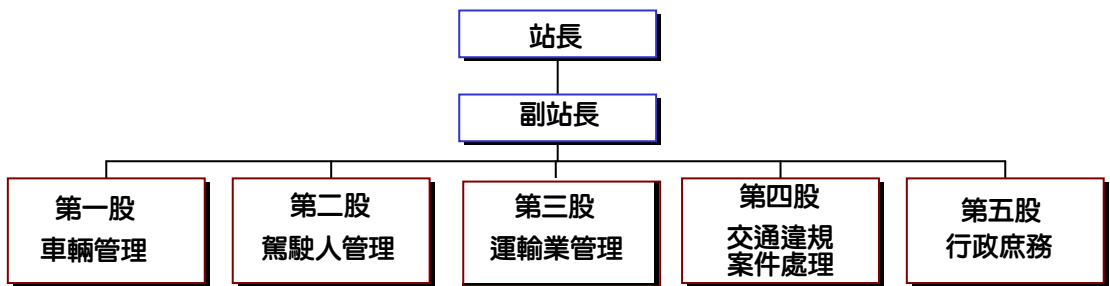 站長
副站長
第一股
車輛管理
第二股
駕駛人管理
第三股
運輸業管理
第四股
交通違規
案件處理
第五股
行政庶務